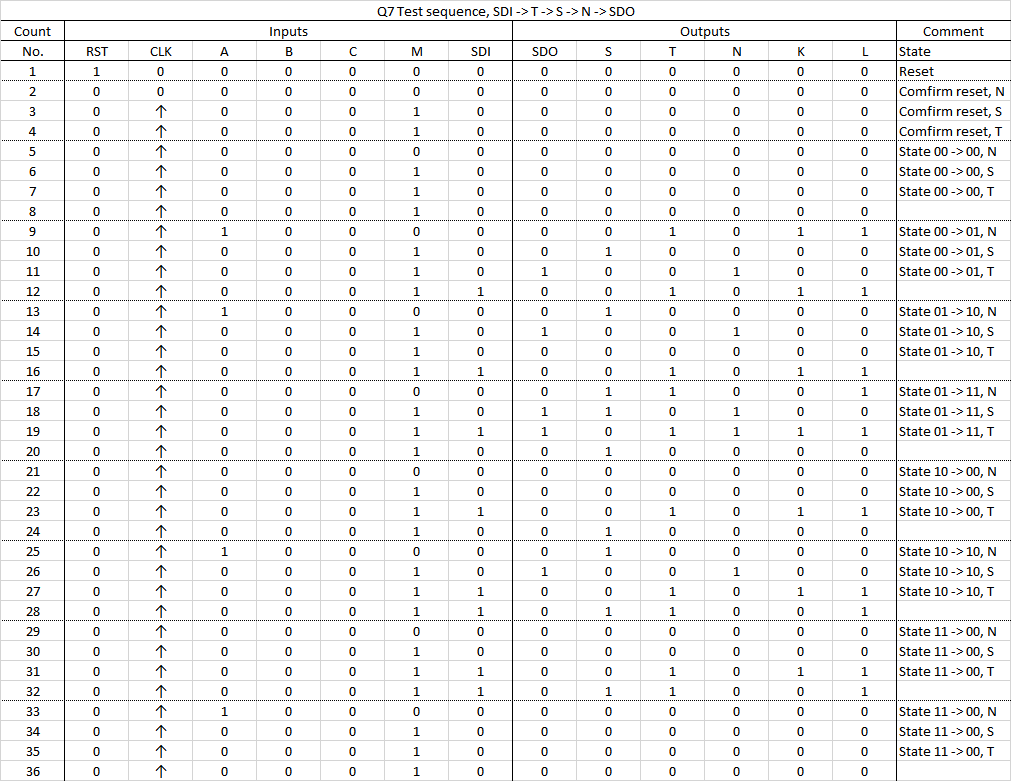 Q7 Test sequence, SDI -> T -> S -> N -> SDO
Count Inputs Outputs Comment
No. RST CLK A B C M SDI SDO S T N K L State
1 1 0 0 0 0 0 0 0 0 0 0 0 0 Reset
2 0 0 0 0 0 0 0 0 0 0 0 0 0 Comfirm reset, N
3 0 ↑ 0 0 0 1 0 0 0 0 0 0 0 Comfirm reset, S
4 0 ↑ 0 0 0 1 0 0 0 0 0 0 0 Comfirm reset, T
5 0 ↑ 0 0 0 0 0 0 0 0 0 0 0 State 00 -> 00, N
6 0 ↑ 0 0 0 1 0 0 0 0 0 0 0 State 00 -> 00, S
7 0 ↑ 0 0 0 1 0 0 0 0 0 0 0 State 00 -> 00, T
8 0 ↑ 0 0 0 1 0 0 0 0 0 0 0
9 0 ↑ 1 0 0 0 0 0 0 1 0 1 1 State 00 -> 01, N
10 0 ↑ 0 0 0 1 0 0 1 0 0 0 0 State 00 -> 01, S
11 0 ↑ 0 0 0 1 0 1 0 0 1 0 0 State 00 -> 01, T
12 0 ↑ 0 0 0 1 1 0 0 1 0 1 1
13 0 ↑ 1 0 0 0 0 0 1 0 0 0 0 State 01 -> 10, N
14 0 ↑ 0 0 0 1 0 1 0 0 1 0 0 State 01 -> 10, S
15 0 ↑ 0 0 0 1 0 0 0 0 0 0 0 State 01 -> 10, T
16 0 ↑ 0 0 0 1 1 0 0 1 0 1 1
17 0 ↑ 0 0 0 0 0 0 1 1 0 0 1 State 01 -> 11, N
18 0 ↑ 0 0 0 1 0 1 1 0 1 0 0 State 01 -> 11, S
19 0 ↑ 0 0 0 1 1 1 0 1 1 1 1 State 01 -> 11, T
20 0 ↑ 0 0 0 1 0 0 1 0 0 0 0
21 0 ↑ 0 0 0 0 0 0 0 0 0 0 0 State 10 -> 00, N
22 0 ↑ 0 0 0 1 0 0 0 0 0 0 0 State 10 -> 00, S
23 0 ↑ 0 0 0 1 1 0 0 1 0 1 1 State 10 -> 00, T
24 0 ↑ 0 0 0 1 0 0 1 0 0 0 0
25 0 ↑ 1 0 0 0 0 0 1 0 0 0 0 State 10 -> 10, N
26 0 ↑ 0 0 0 1 0 1 0 0 1 0 0 State 10 -> 10, S
27 0 ↑ 0 0 0 1 1 0 0 1 0 1 1 State 10 -> 10, T
28 0 ↑ 0 0 0 1 1 0 1 1 0 0 1
29 0 ↑ 0 0 0 0 0 0 0 0 0 0 0 State 11 -> 00, N
30 0 ↑ 0 0 0 1 0 0 0 0 0 0 0 State 11 -> 00, S
31 0 ↑ 0 0 0 1 1 0 0 1 0 1 1 State 11 -> 00, T
32 0 ↑ 0 0 0 1 1 0 1 1 0 0 1
33 0 ↑ 1 0 0 0 0 0 0 0 0 0 0 State 11 -> 00, N
34 0 ↑ 0 0 0 1 0 0 0 0 0 0 0 State 11 -> 00, S
35 0 ↑ 0 0 0 1 0 0 0 0 0 0 0 State 11 -> 00, T
36 0 ↑ 0 0 0 1 0 0 0 0 0 0 0